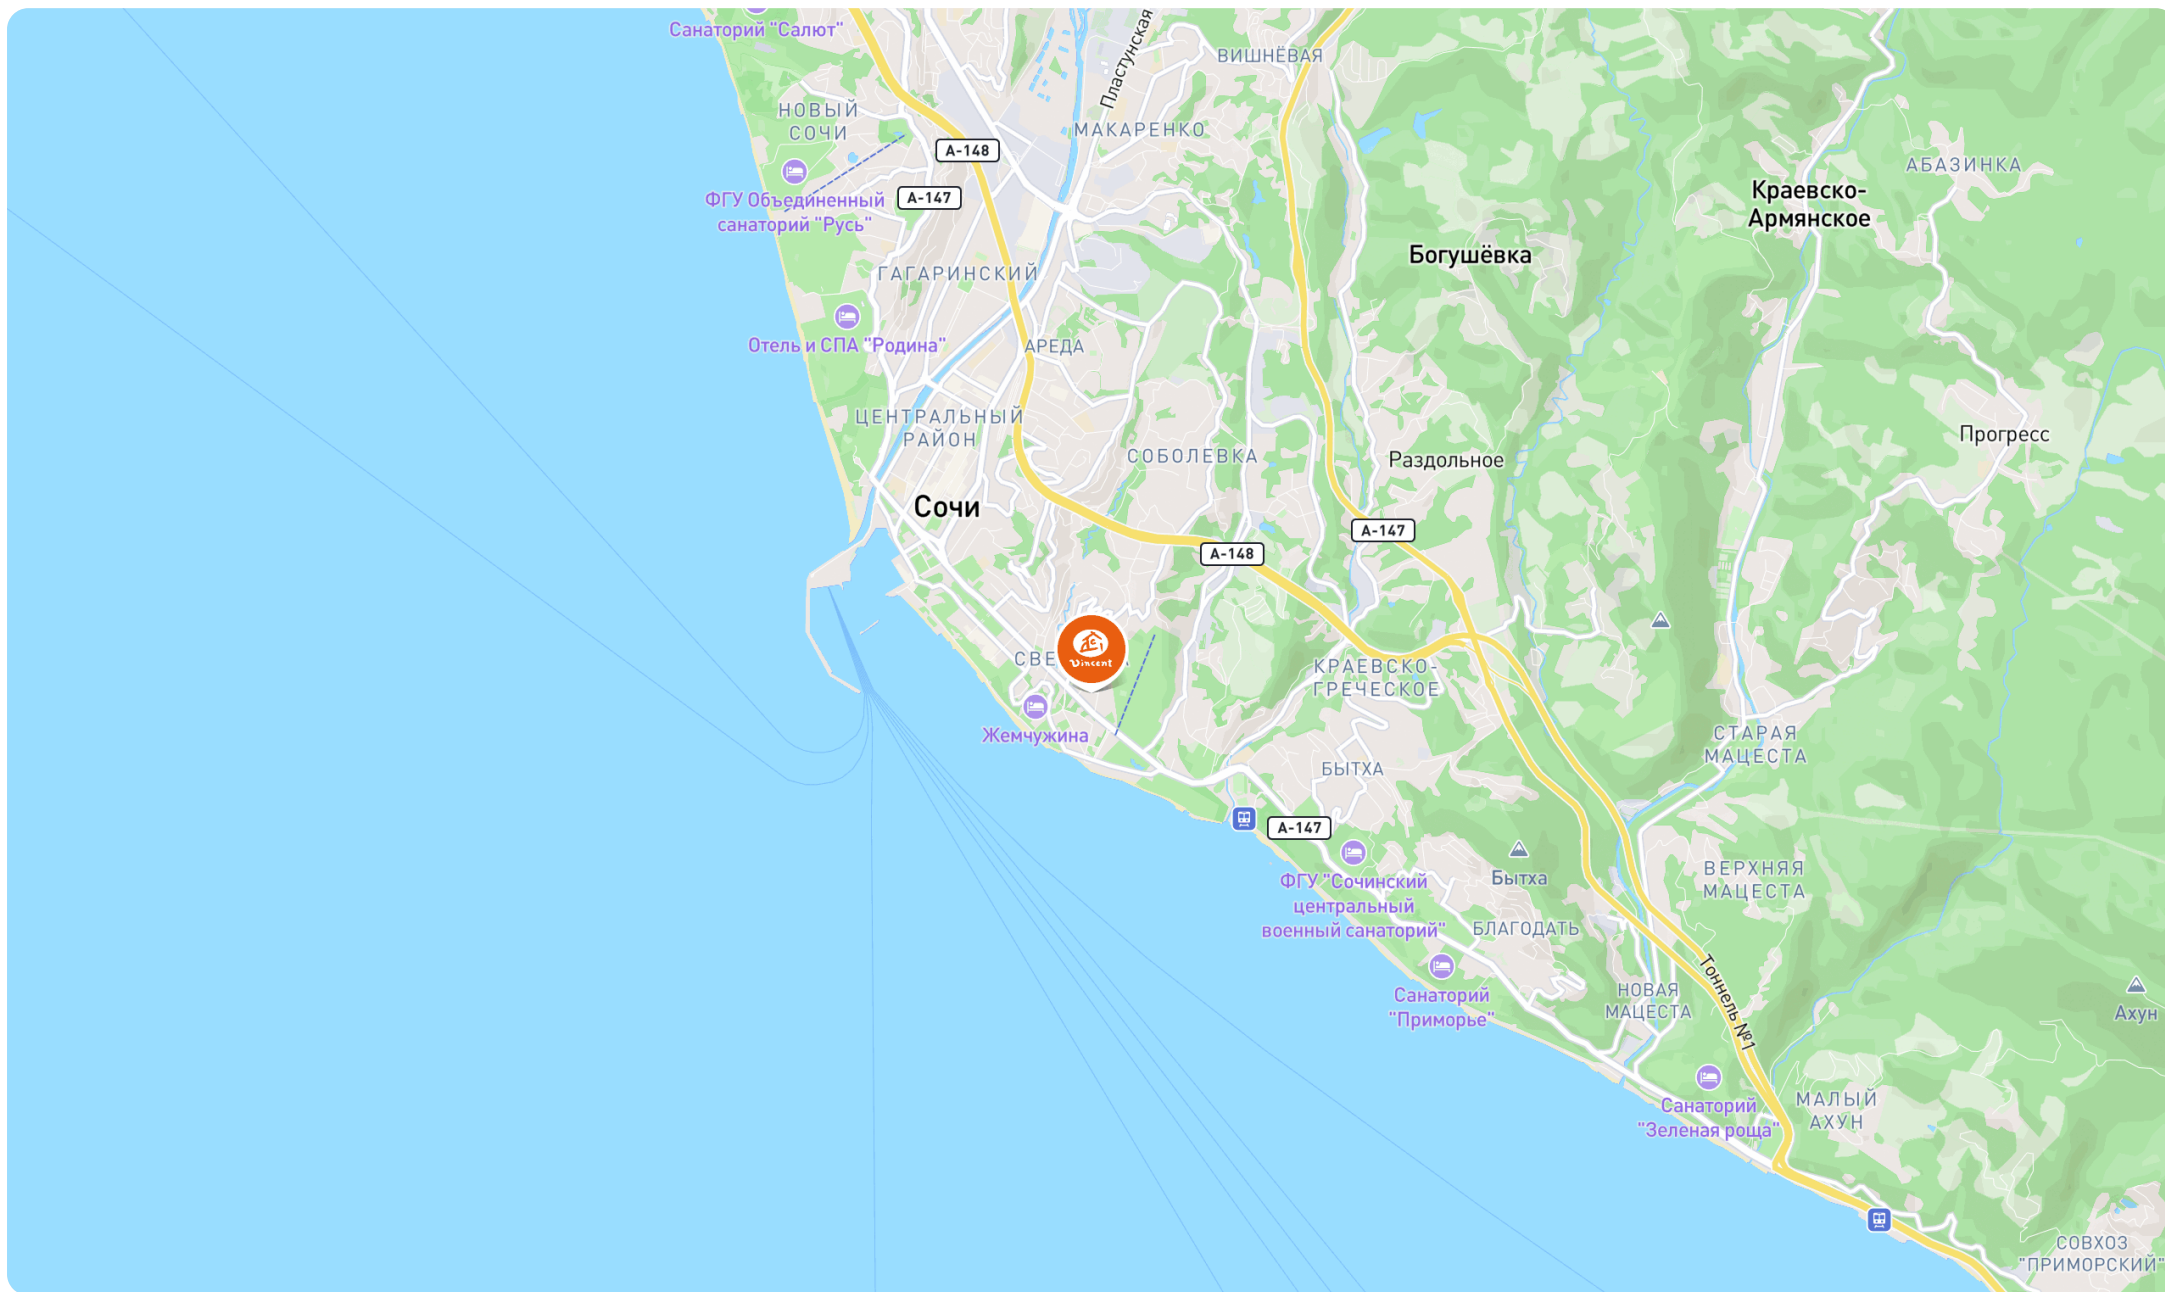 Санаторий "Салют"
Пластунская
ВИШНЁВАЯ
НОВЫЙ
СОЧИ
МАКАРЕНКО
А-148
АБАЗИНКА
Краевско-
Армянское
А-147
ФГУ Объединенный
санаторий "Русь"
Богушёвка
ГАГАРИНСКИЙ
Отель и СПА "Родина"
АРЕДА
ЦЕНТРАЛЬНЫЙ
РАЙОН
Прогресс
СОБОЛЕВКА
Раздольное
Сочи
А-147
А-148
Vincent
СВЕ
А
КРАЕВСКО-
ГРЕЧЕСКОЕ
Жемчужина
СТАРАЯ
МАЦЕСТА
БЫТХА
А-147
ВЕРХНЯЯ
МАЦЕСТА
Бытха
ФГУ "Сочинский
центральный
военный санаторий"
БЛАГОДАТЬ
Тоннель №1
Санаторий
"Приморье"
НОВАЯ
МАЦЕСТА
Ахун
Санаторий
"Зеленая роща"
МАЛЫЙ
АХУН
СОВХОЗ
"ПРИМОРСКИЙ"